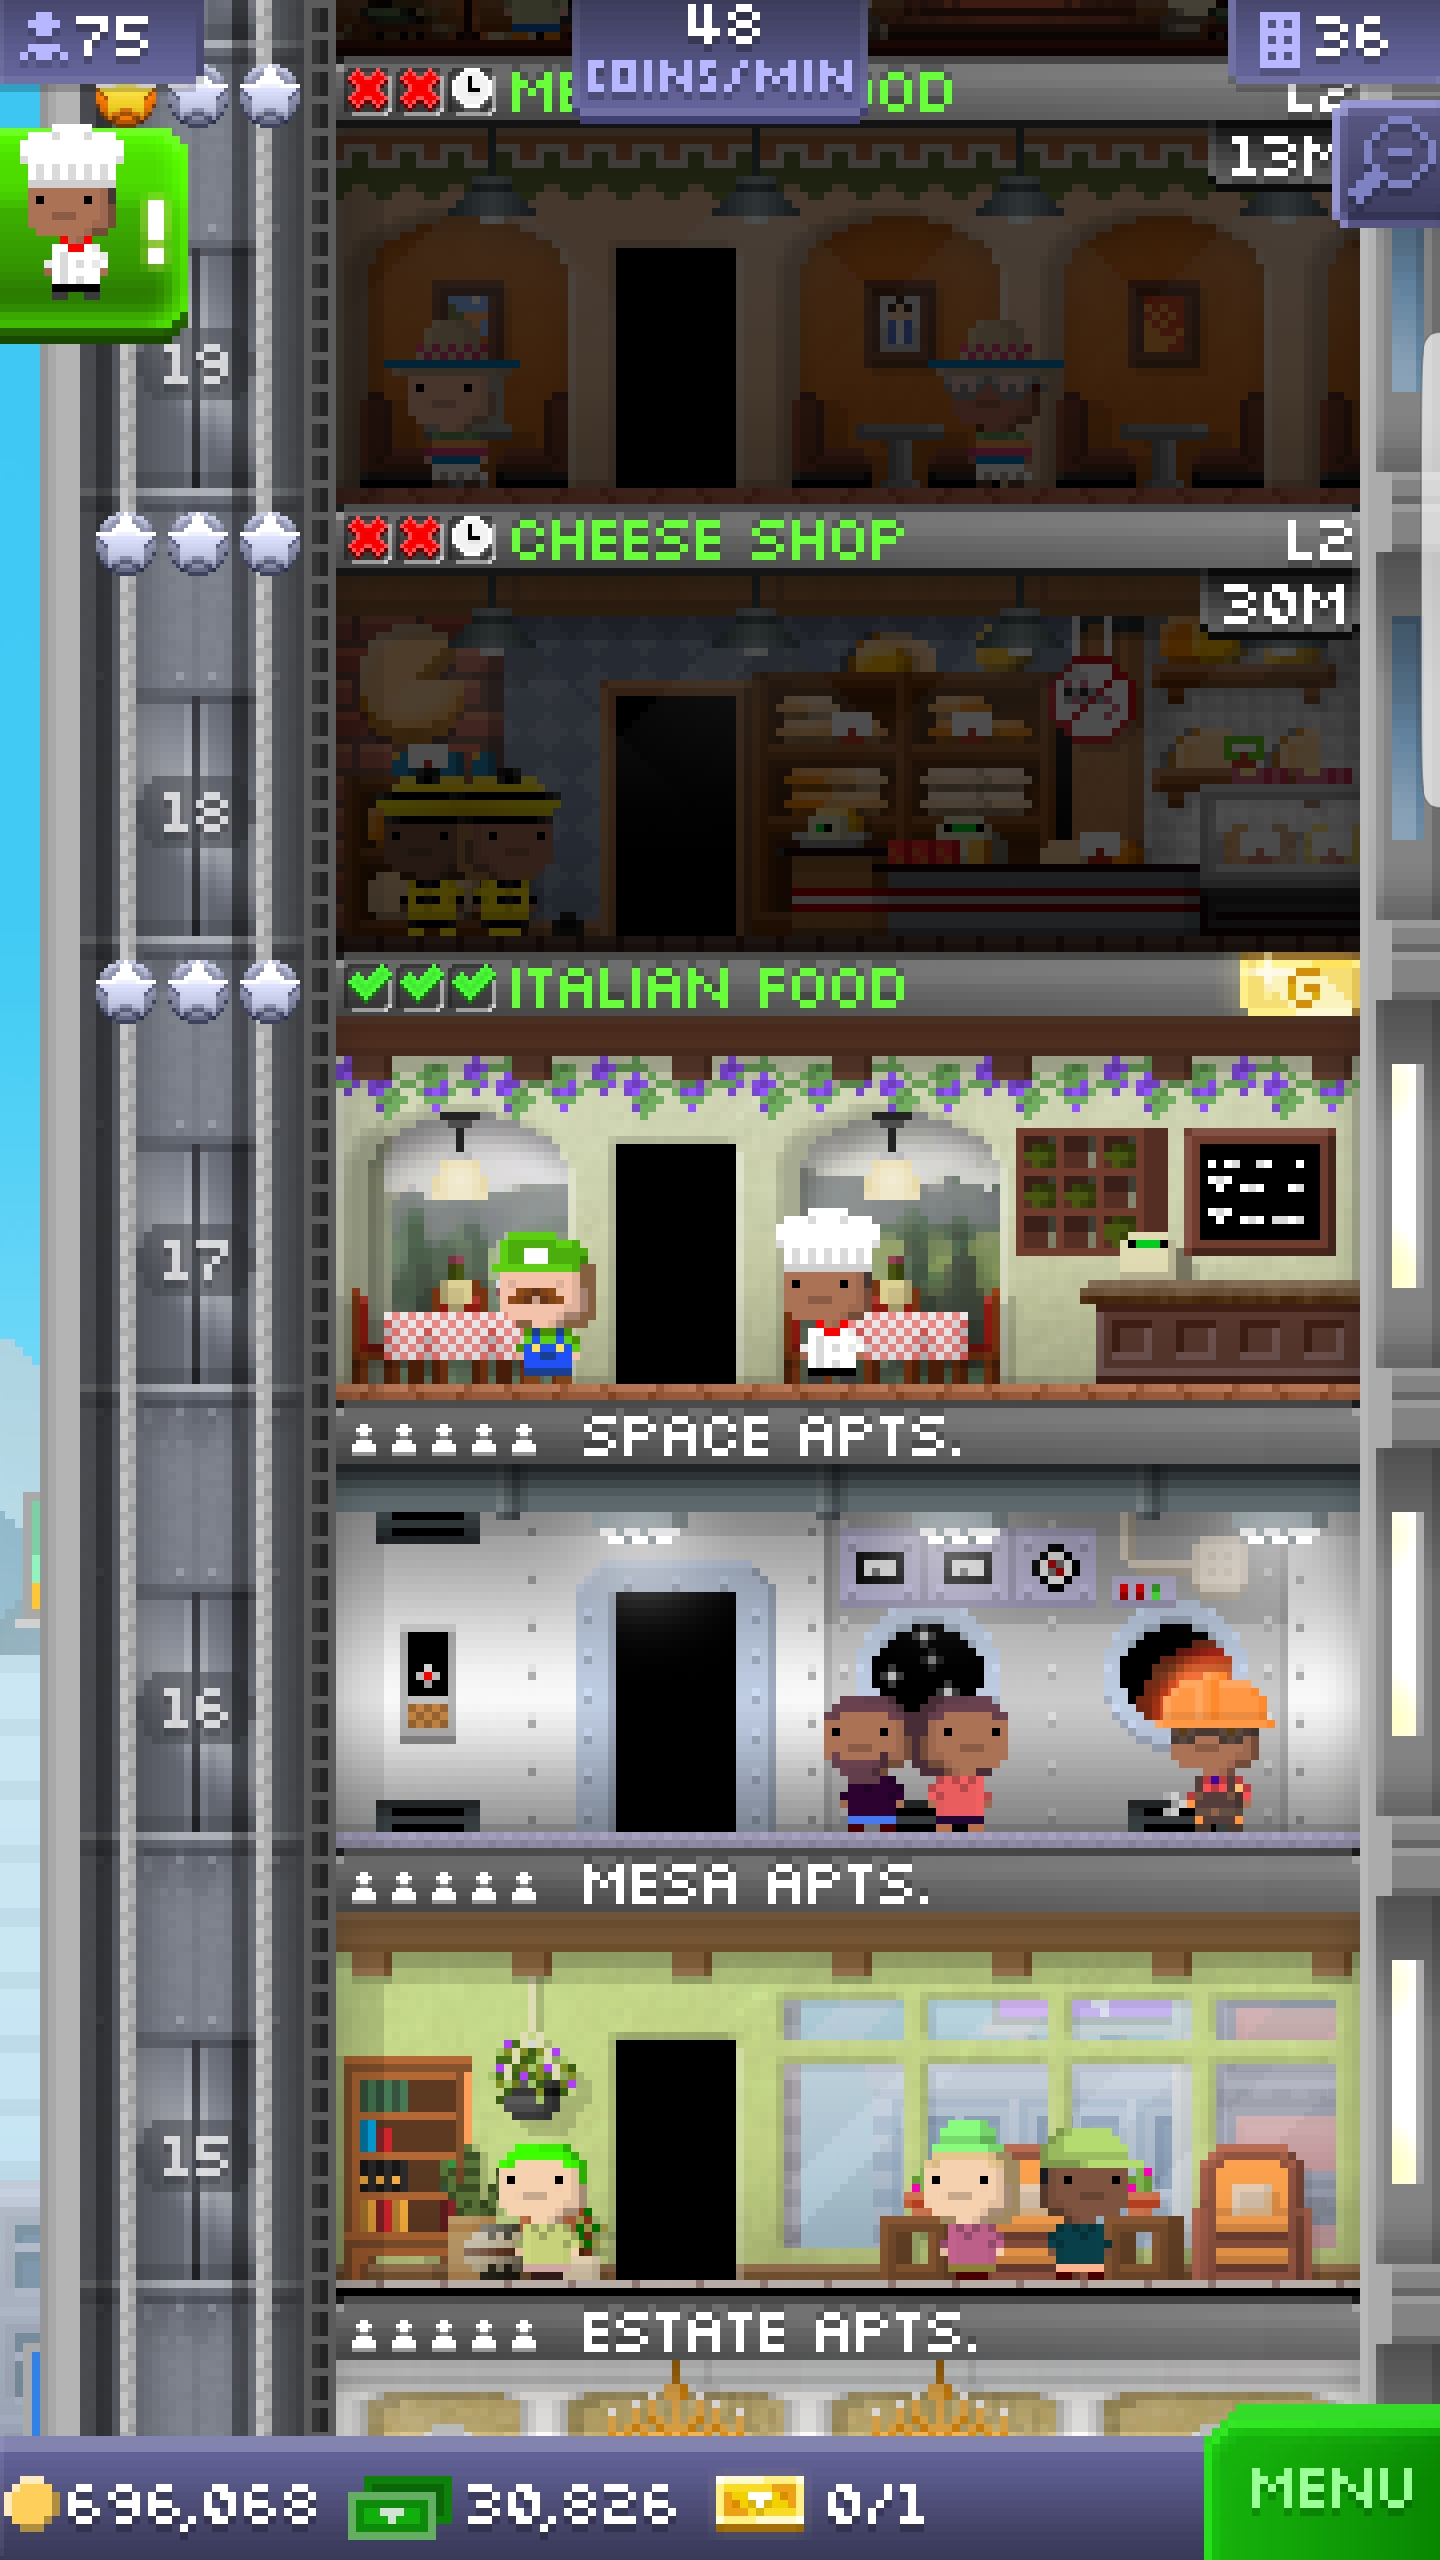 75
48
COINS/MIN
36
L2
13M
!
19
CHEESE SHOP
L2
30M
18
ITALIAN FOOD
G
17
SPACE APTS.
16
MESA APTS.
15
ESTATE APTS.
696,068
30,826
0/1
MENU